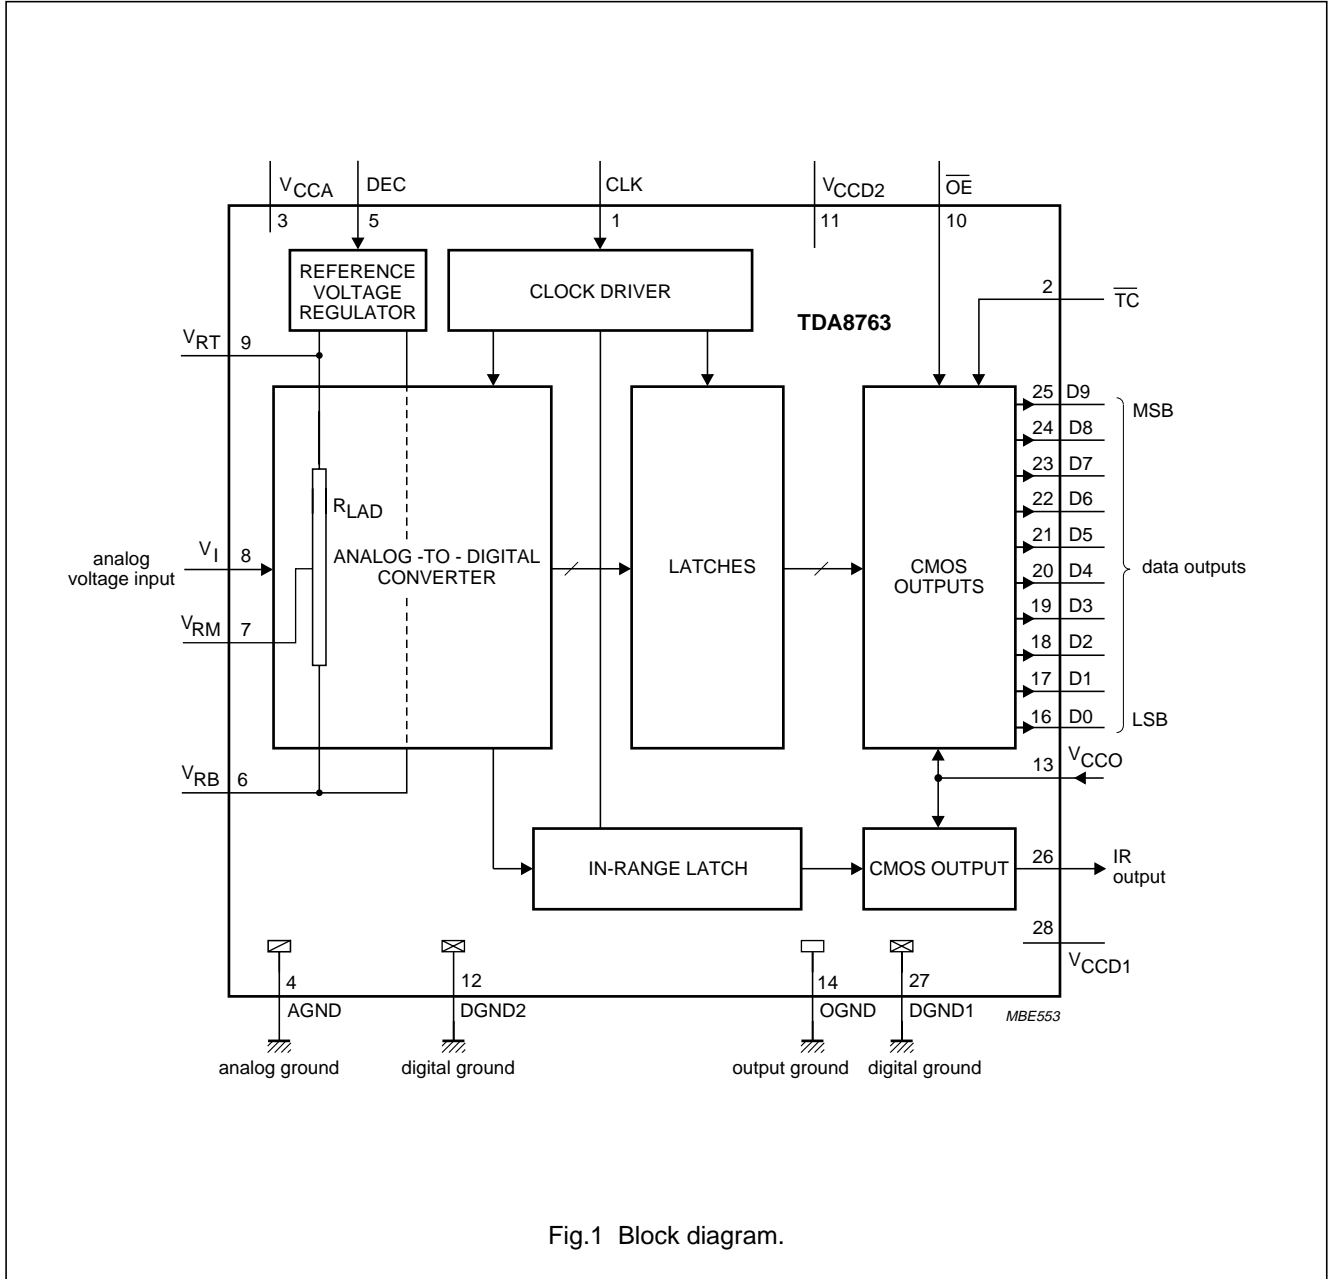 VCCA
DEC
CLK
VCCD2
OE
3
5
1
11
10
REFERENCE
VOLTAGE
REGULATOR
CLOCK DRIVER
2
TC
TDA8763
VRT
9
25
D9
MSB
24
D8
23
D7
22
D6
21
D5
20
D4
19
D3
18
D2
17
D1
16
D0
LSB
data outputs
RLAD
analog
voltage input
VI
8
ANALOG -TO - DIGITAL
CONVERTER
LATCHES
CMOS
OUTPUTS
VRM
7
VRB
6
13
VCCO
IN-RANGE LATCH
CMOS OUTPUT
26
IR
output
28
VCCD1
4
AGND
analog ground
12
DGND2
digital ground
14
OGND
output ground
27
DGND1
digital ground
MBE553
Fig.1 Block diagram.